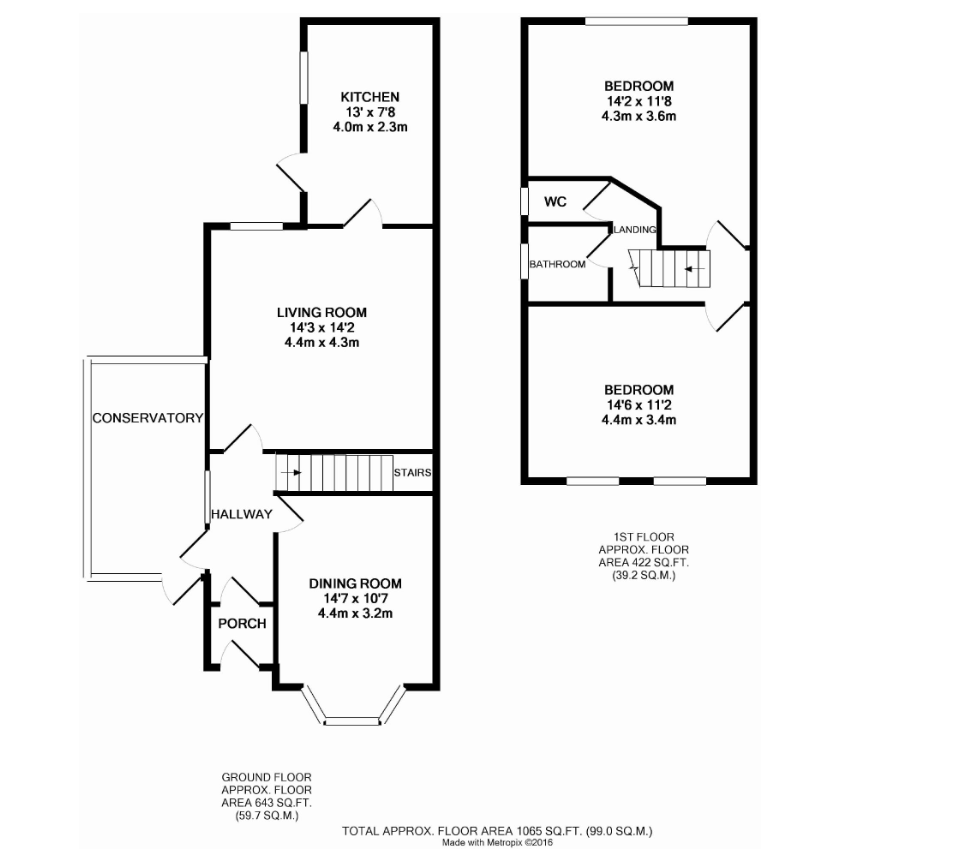 KITCHEN
13' x 7'8
4.0m x 2.3m
LIVING ROOM
14'3 x 14'2
4.4m x 4.3m
CONSERVATORY
STAIRS
HALLWAY
DINING ROOM
14'7 x 10'7
4.4m x 3.2m
PORCH
GROUND FLOOR
APPROX. FLOOR
AREA 643 SQ.FT.
(59.7 SQ.M.)
BEDROOM
14'2 x 11'8
4.3m x 3.6m
WC
LANDING
BATHROOM
BEDROOM
14'6 x 11'2
4.4m x 3.4m
1ST FLOOR
APPROX. FLOOR
AREA 422 SQ.FT.
(39.2 SQ.M.)
TOTAL APPROX. FLOOR AREA 1065 SQ.FT. (99.0 SQ.M.)
Made with Metropix ©2016